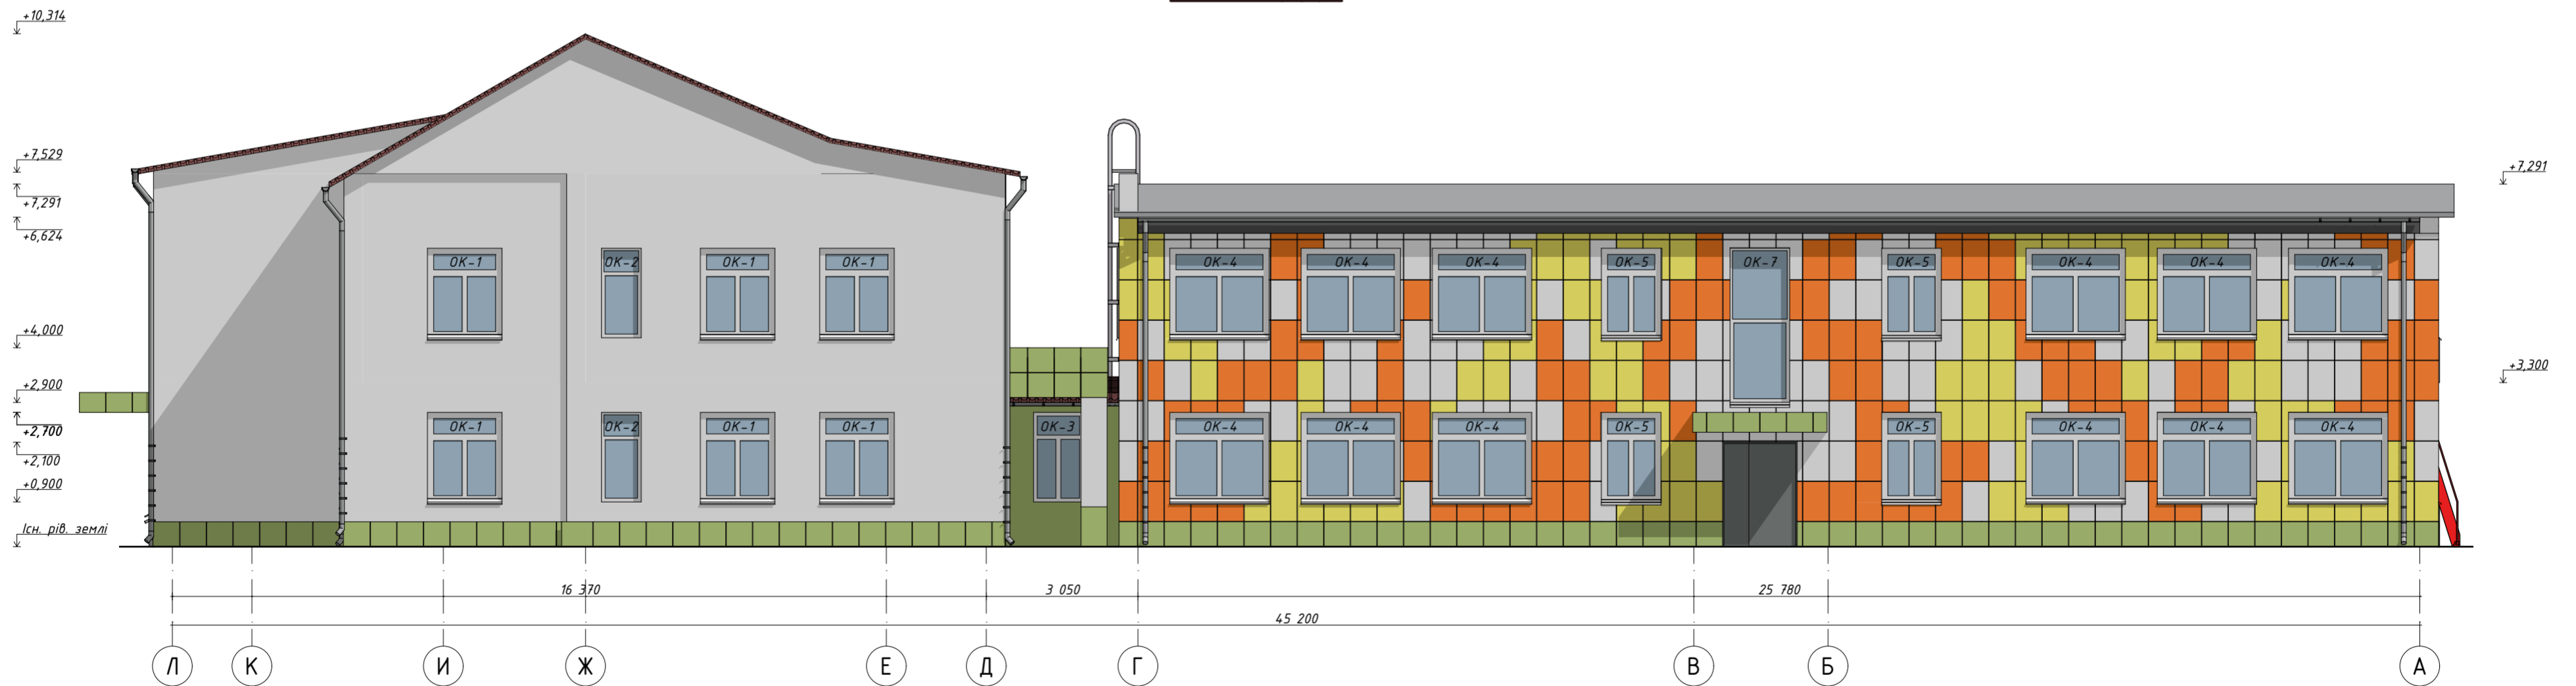 +10,314
+7,529
+7,291
+7,291
+6,624
ОК-1 ОК-2 ОК-1 ОК-1 ОК-4 ОК-4 ОК-4 ОК-5 ОК-7 ОК-5 ОК-4 ОК-4 ОК-4
+4,000
+3,300
+2,900
+2,700
ОК-1 ОК-2 ОК-1 ОК-1 ОК-3 ОК-4 ОК-4 ОК-4 ОК-5 ОК-5 ОК-4 ОК-4 ОК-4
+2,100
+0,900
Існ. рів. землі
16 370 3 050 25 780
45 200
Л К И Ж Е Д Г В Б А